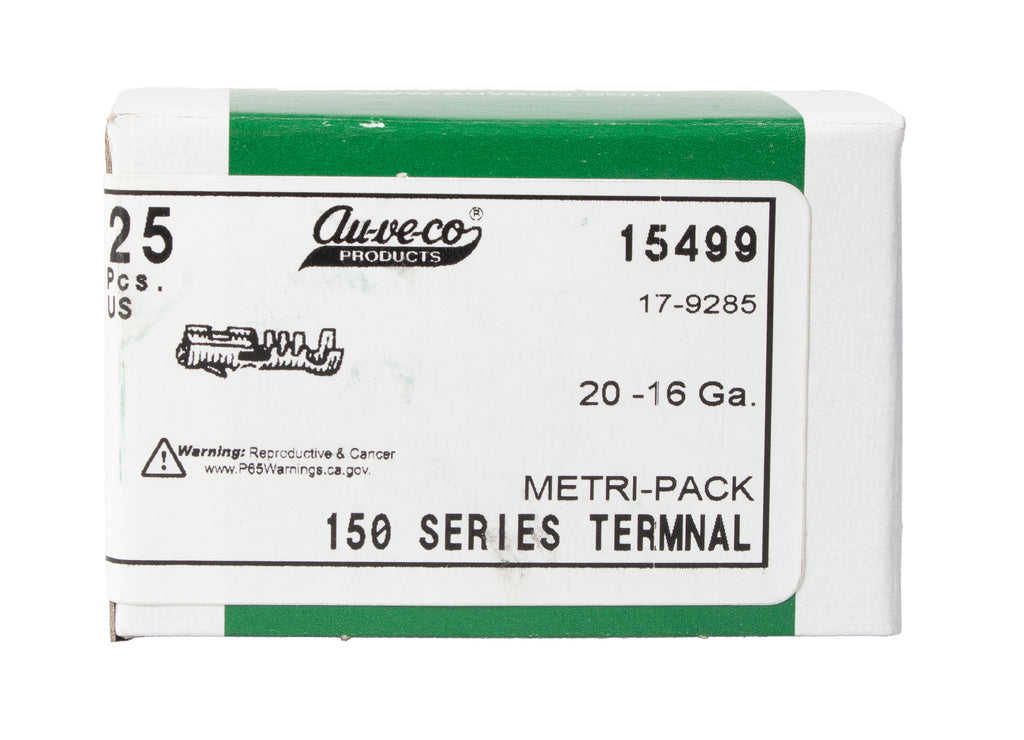 25
Pcs.
US
au-ve-co®
PRODUCTS
15499
17-9285
20 -16 Ga.
Warning: Reproductive & Cancer
www.P65Warnings.ca.gov.
METRI-PACK
150 SERIES TERMNAL